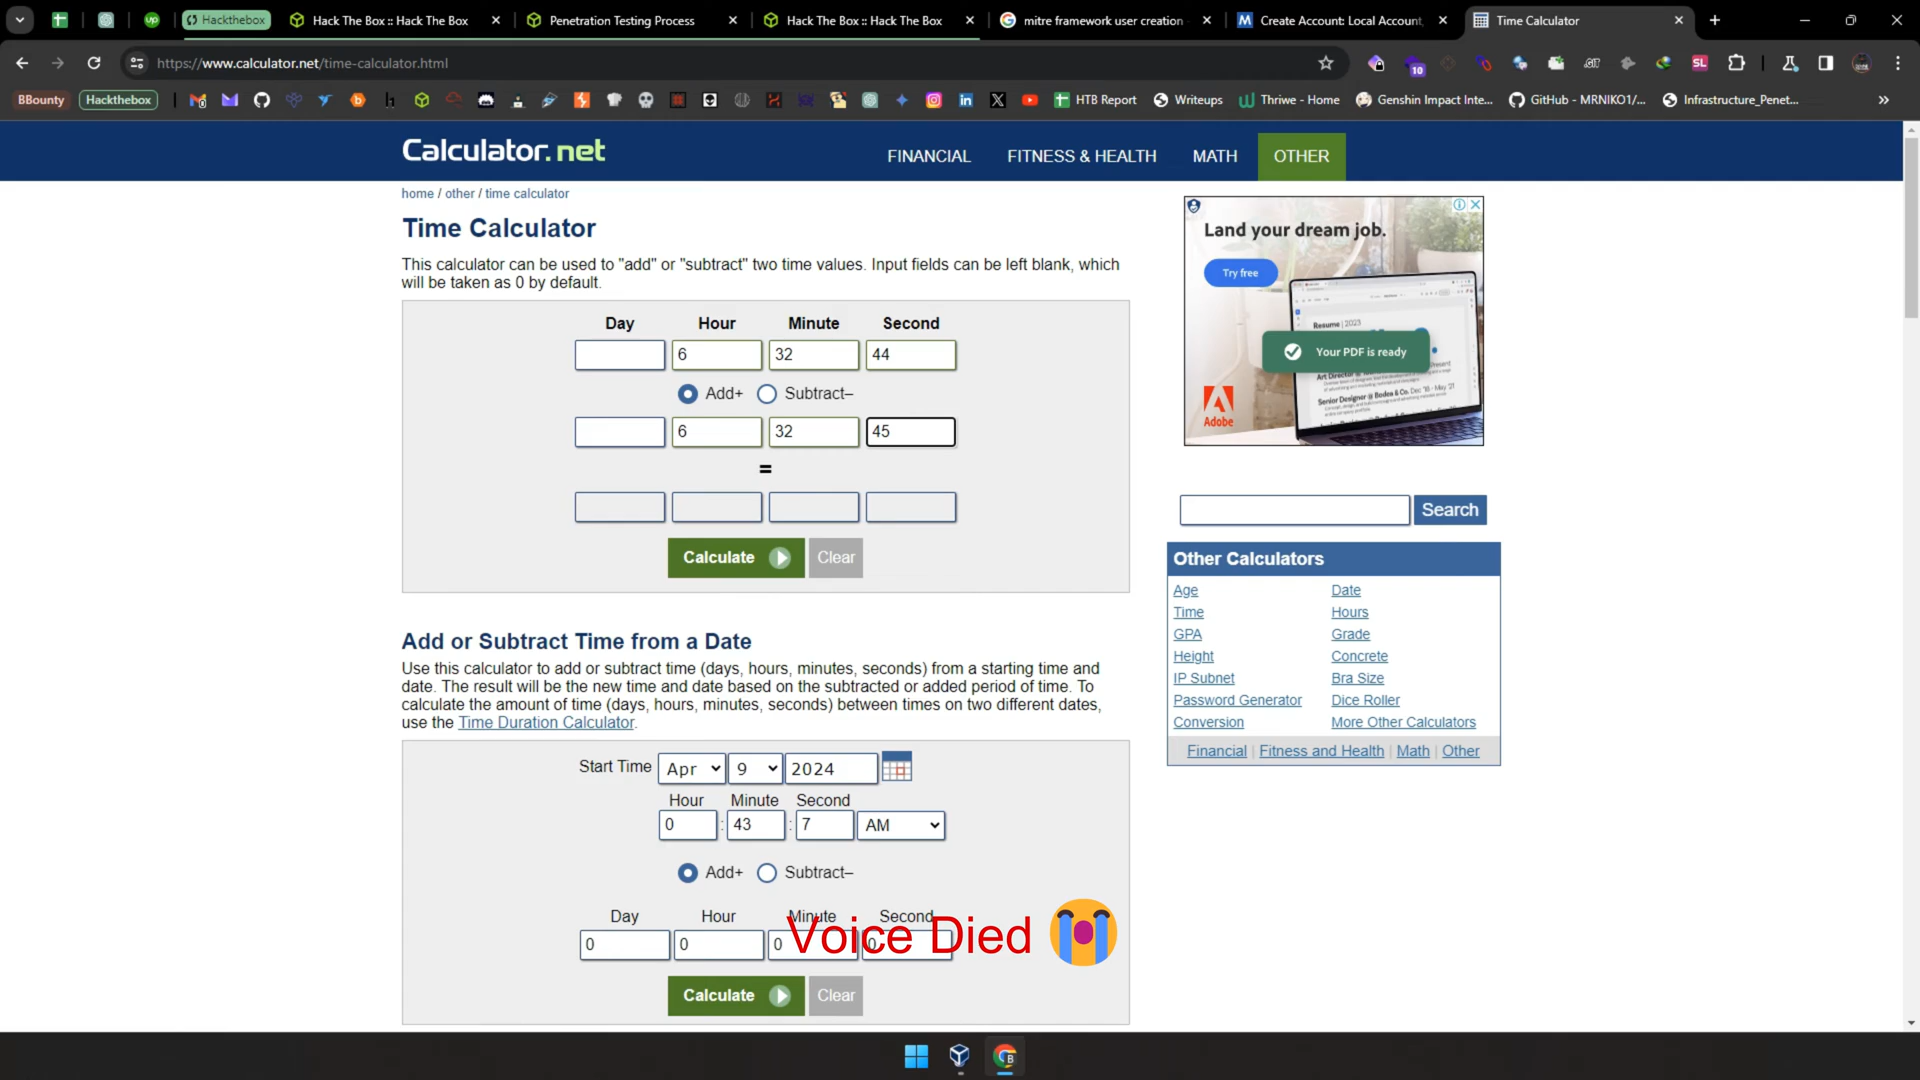 Hackthebox
Hack The Box :: Hack The Box
Penetration Testing Process
Hack The Box :: Hack The Box
mitre framework user creation
Create Account: Local Account,
Time Calculator
https://www.calculator.net/time-calculator.html
10
SL
BBounty
Hackthebox
HTB Report
Writeups
Thriwe - Home
Genshin Impact Inte...
GitHub - MRNIKO1/...
Infrastructure_Penet...
Calculator.net
FINANCIAL
FITNESS & HEALTH
MATH
OTHER
home / other / time calculator
Time Calculator
This calculator can be used to "add" or "subtract" two time values. Input fields can be left blank, which
will be taken as 0 by default.
Day Hour Minute Second
6 32 44
Add+ Subtract–
6 32 45
=
Calculate Clear
Add or Subtract Time from a Date
Use this calculator to add or subtract time (days, hours, minutes, seconds) from a starting time and
date. The result will be the new time and date based on the subtracted or added period of time. To
calculate the amount of time (days, hours, minutes, seconds) between times on two different dates,
use the Time Duration Calculator.
Start Time Apr 9 2024
Hour Minute Second
0 : 43 : 7 AM
Add+ Subtract–
Day Hour Minute Second
0 0 0 0
Voice Died
Calculate Clear
Land your dream job.
Try free
Resume | 2023
Your PDF is ready
Adobe
Search
Other Calculators
Age Date
Time Hours
GPA Grade
Height Concrete
IP Subnet Bra Size
Password Generator Dice Roller
Conversion More Other Calculators
Financial | Fitness and Health | Math | Other